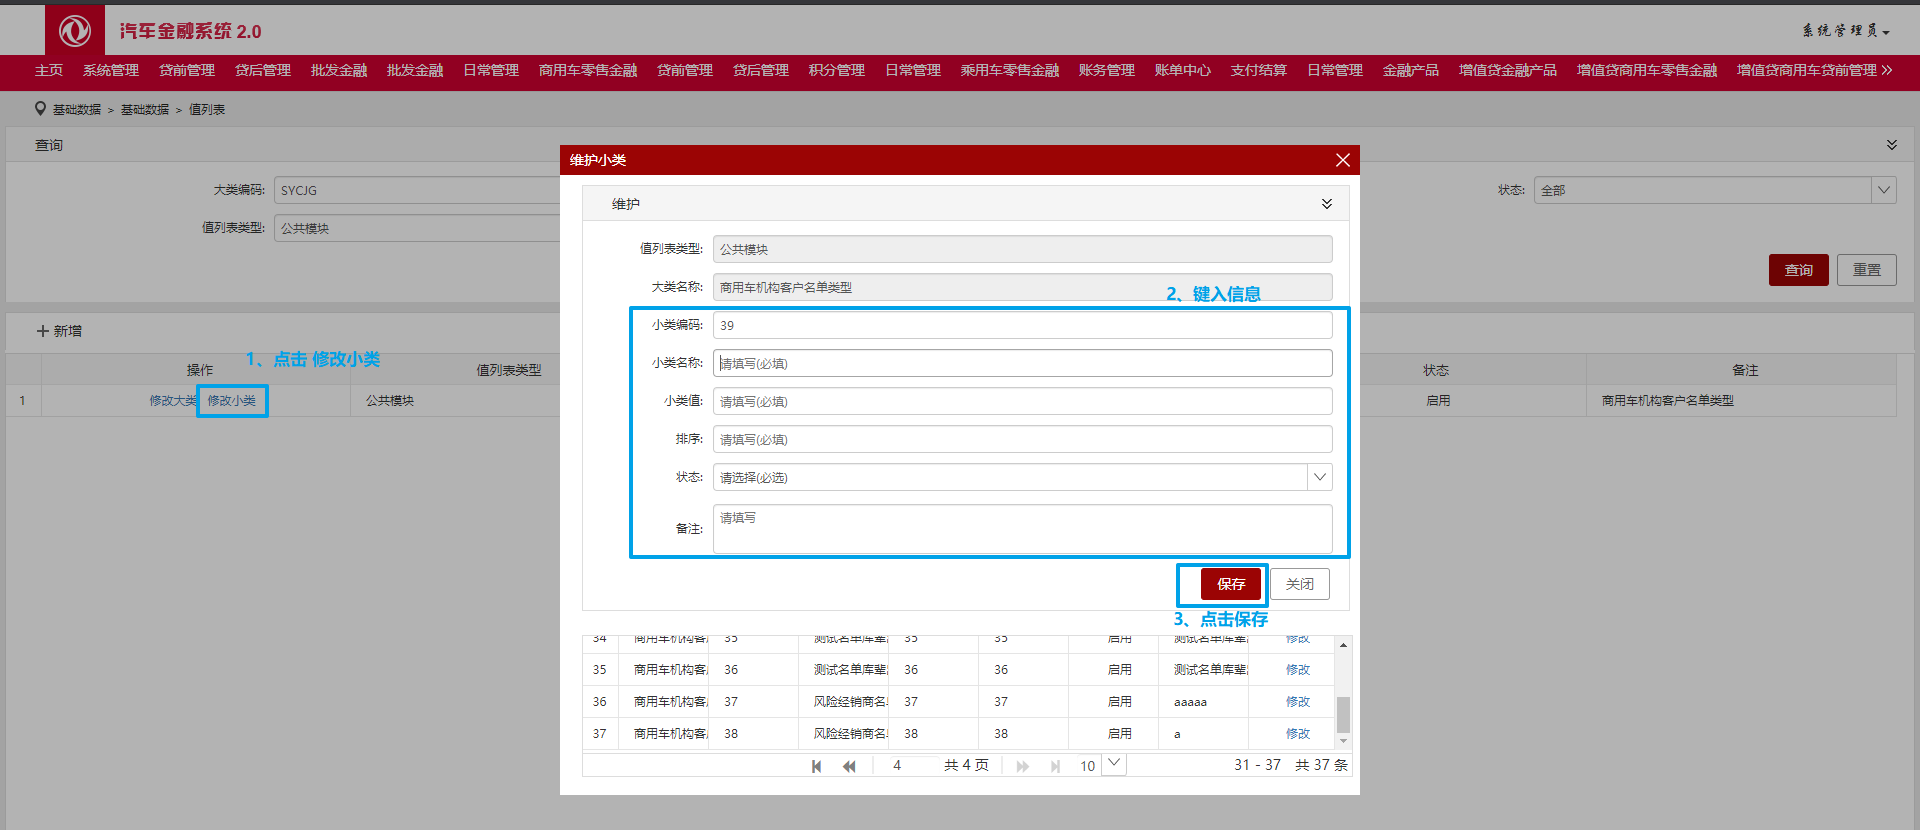 汽车金融系统 2.0
系统管理员
主页 系统管理 贷前管理 贷后管理 批发金融 批发金融 日常管理 商用车零售金融 贷前管理 贷后管理 积分管理 日常管理 乘用车零售金融 账务管理 账单中心 支付结算 日常管理 金融产品 增值贷金融产品 增值贷商用车零售金融 增值贷商用车贷前管理
基础数据 > 基础数据 > 值列表
查询
大类编码: SYCJG
状态: 全部
值列表类型: 公共模块
查询 重置
新增
1、点击 修改小类
操作 值列表类型 状态 备注
1 修改大类 修改小类 公共模块 启用 商用车机构客户名单类型
维护小类
维护
值列表类型: 公共模块
大类名称: 商用车机构客户名单类型
2、键入信息
小类编码: 39
小类名称: 请填写(必填)
小类值: 请填写(必填)
排序: 请填写(必填)
状态: 请选择(必选)
备注: 请填写
保存 关闭
3、点击保存
34 商用车机构客 35 测试名单库辈 35 35 启用 测试名单库辈 修改
35 商用车机构客 36 测试名单库辈 36 36 启用 测试名单库辈 修改
36 商用车机构客 37 风险经销商名 37 37 启用 aaaaa 修改
37 商用车机构客 38 风险经销商名 38 38 启用 a 修改
4 共 4 页 10 31 - 37 共 37 条